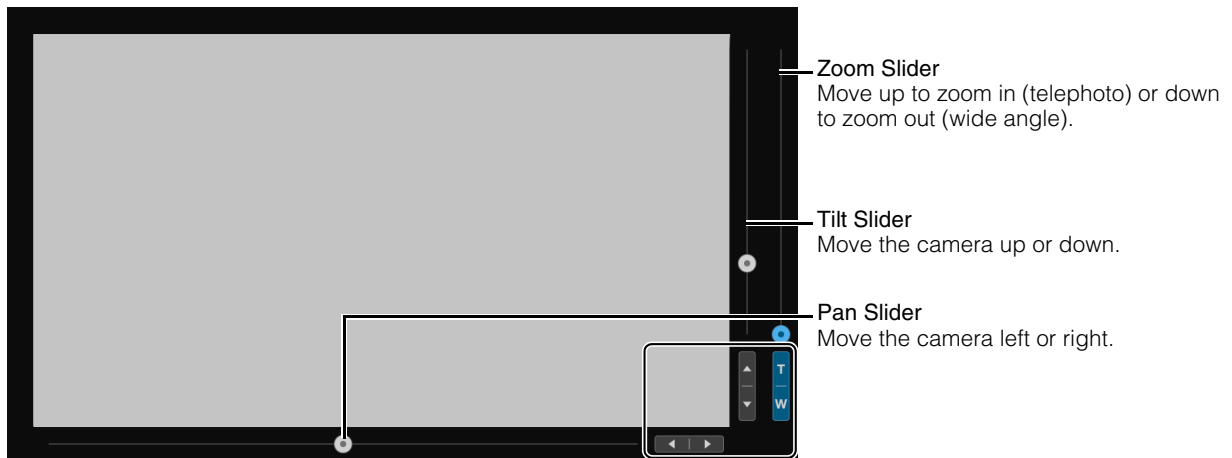 Zoom Slider
Move up to zoom in (telephoto) or down
to zoom out (wide angle).
Tilt Slider
Move the camera up or down.
Pan Slider
Move the camera left or right.
T
W